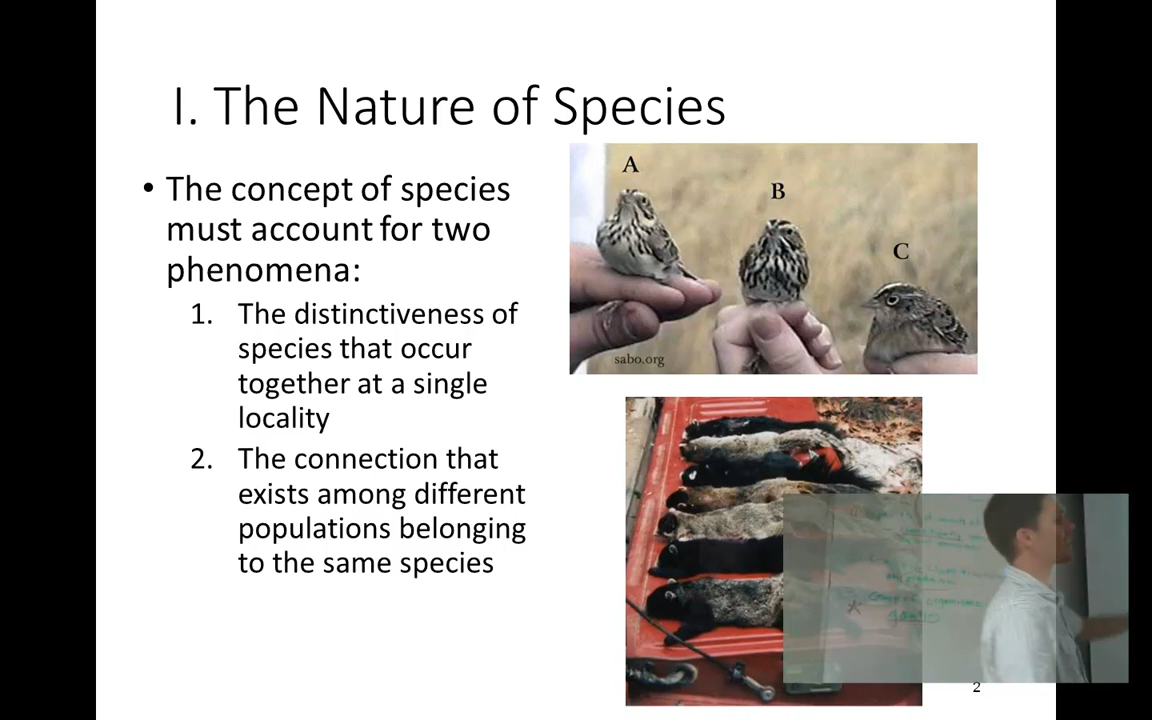 I. The Nature of Species
• The concept of species
must account for two
phenomena:
1. The distinctiveness of
species that occur
together at a single
locality
2. The connection that
exists among different
populations belonging
to the same species
A
B
C
sabo.org
2